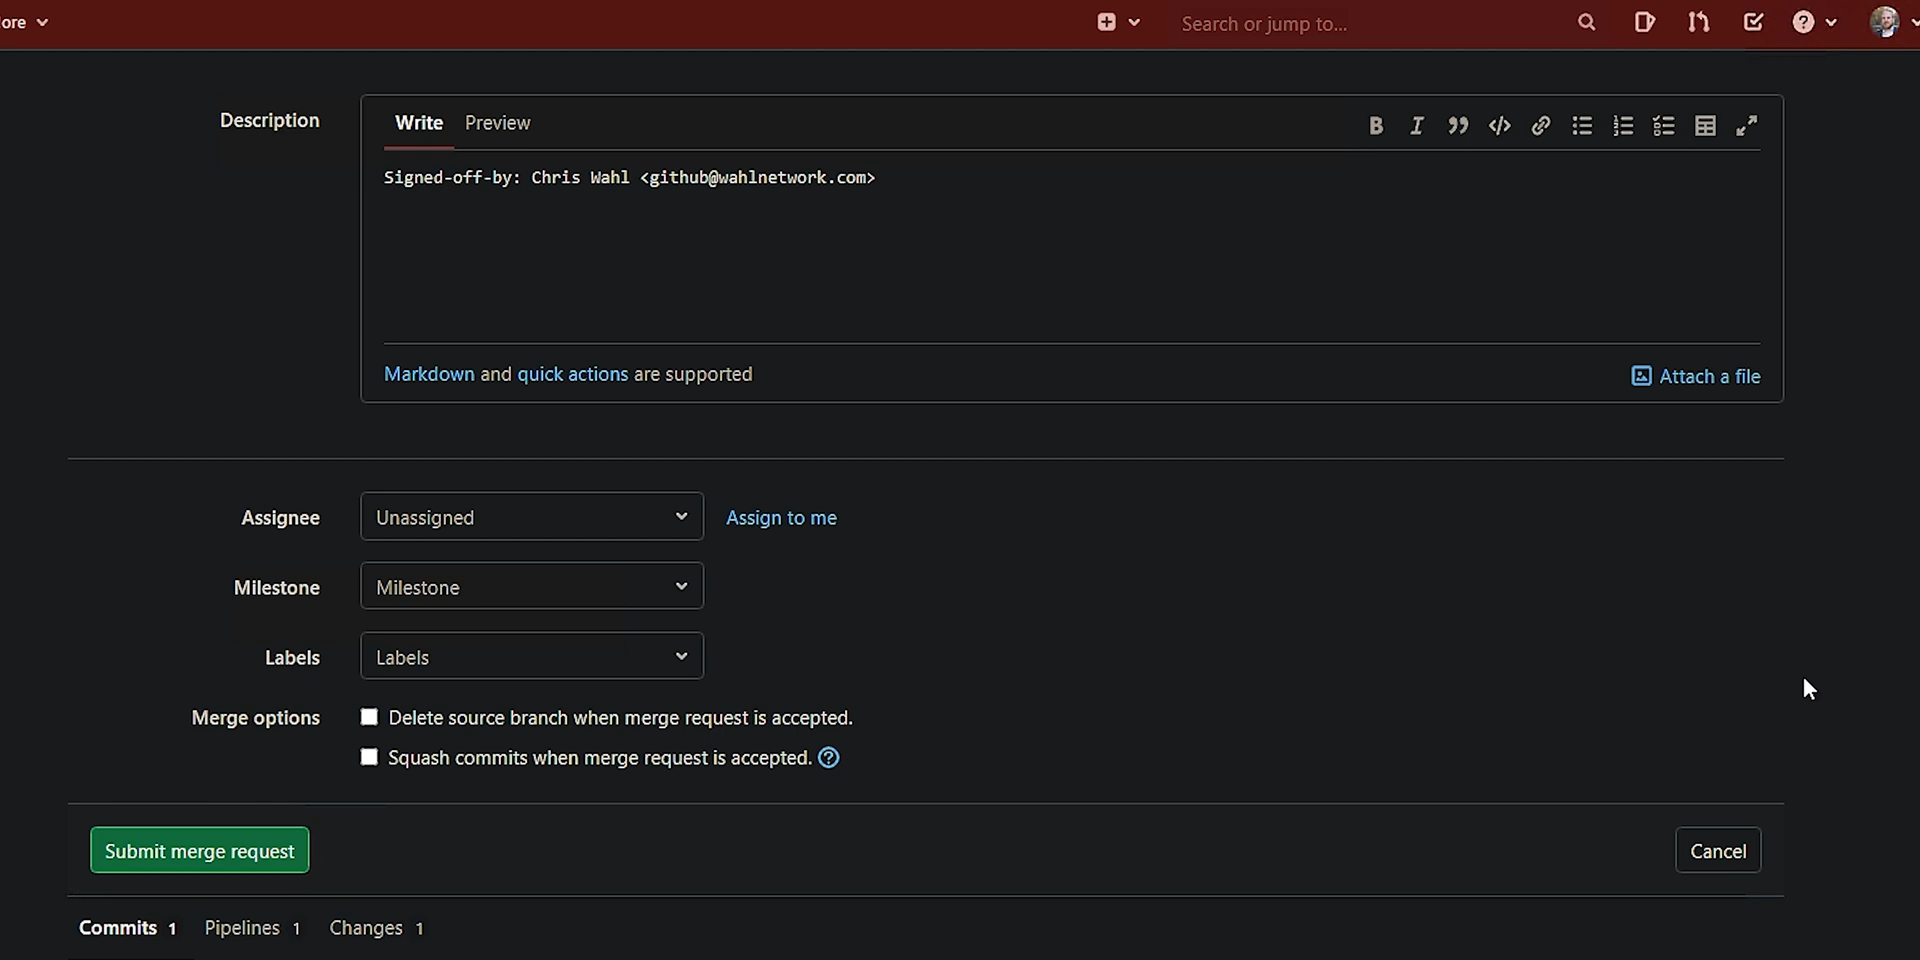 ore
Search or jump to...
Description
Write Preview
Signed-off-by: Chris Wahl <github@wahlnetwork.com>
Markdown and quick actions are supported
Attach a file
Assignee
Unassigned
Assign to me
Milestone
Milestone
Labels
Labels
Merge options
Delete source branch when merge request is accepted.
Squash commits when merge request is accepted.
Submit merge request
Cancel
Commits 1 Pipelines 1 Changes 1